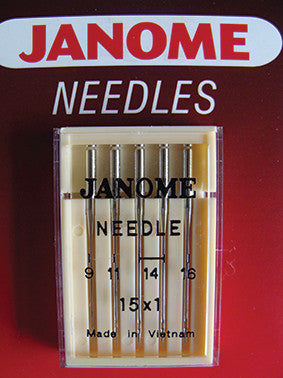 JANOME
NEEDLES
JANOME
NEEDLE
9 11 14 16
15x1
Made in Vietnam